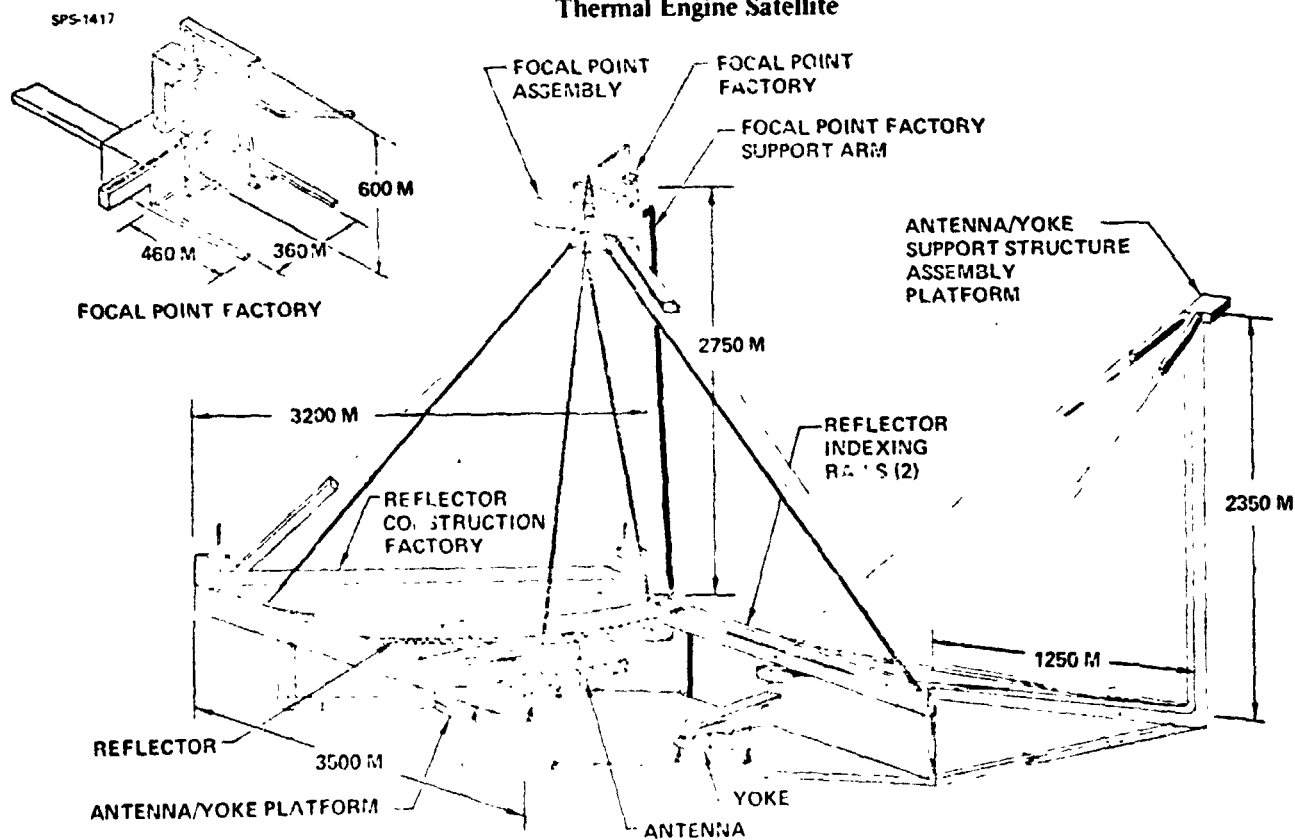 SPS-1417
Thermal Engine Satellite
FOCAL POINT
ASSEMBLY
FOCAL POINT
FACTORY
FOCAL POINT FACTORY
SUPPORT ARM
600 M
460 M
360 M
FOCAL POINT FACTORY
ANTENNA/YOKE
SUPPORT STRUCTURE
ASSEMBLY
PLATFORM
2750 M
3200 M
REFLECTOR
INDEXING
(2)
REFLECTOR
FACTORY
2350 M
1250 M
REFLECTOR
3500 M
ANTENNA/YOKE PLATFORM
YOKE
ANTENNA